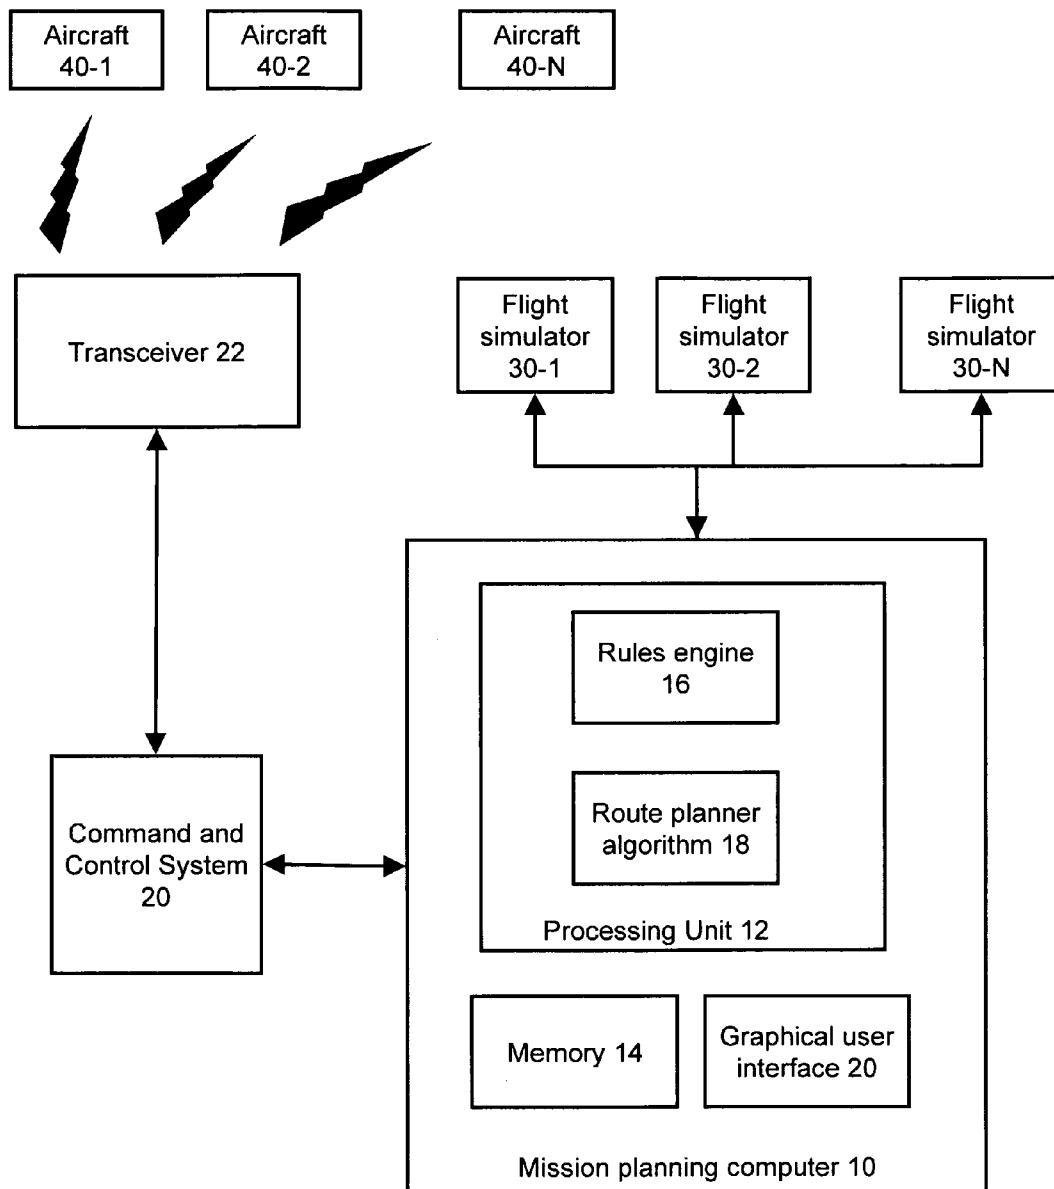 Aircraft
40-1
Aircraft
40-2
Aircraft
40-N
Transceiver 22
Flight
simulator
30-1
Flight
simulator
30-2
Flight
simulator
30-N
Rules engine
16
Route planner
algorithm 18
Processing Unit 12
Command and
Control System
20
Memory 14
Graphical user
interface 20
Mission planning computer 10